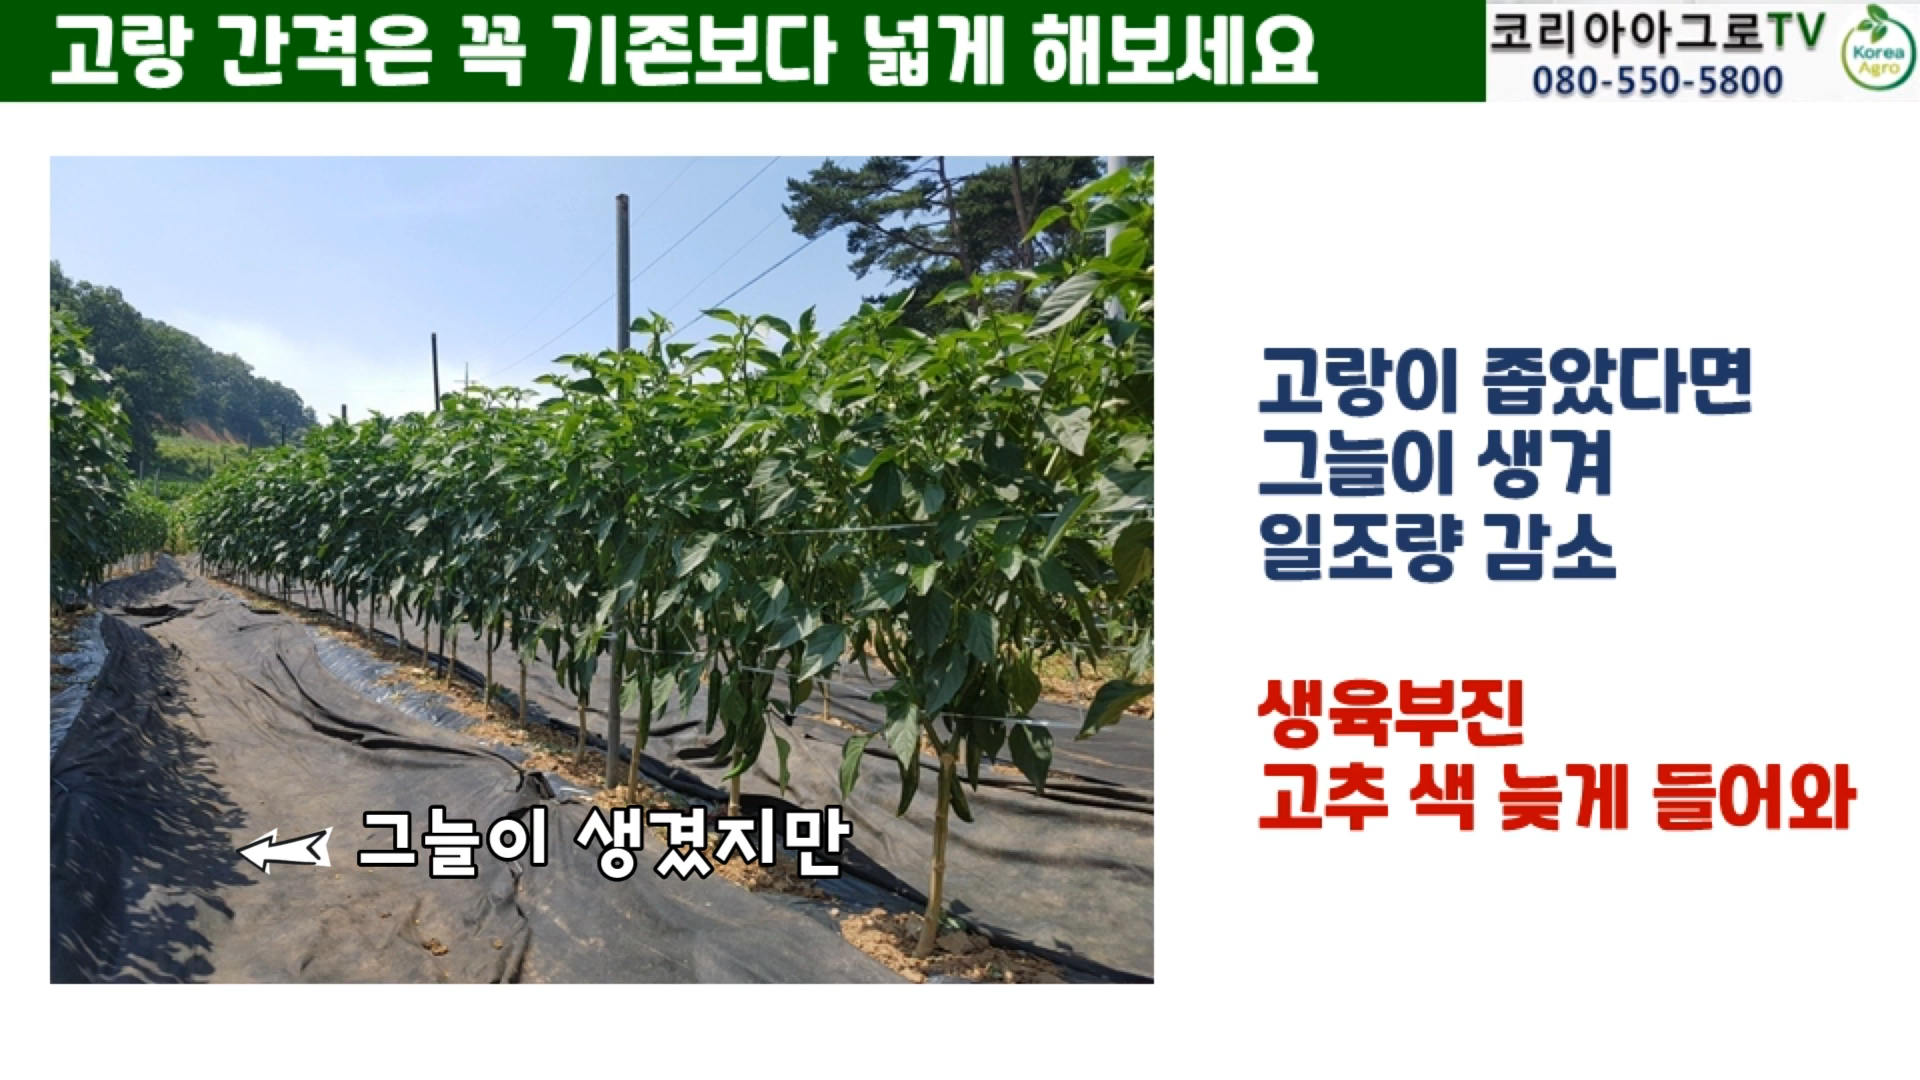 고랑 간격은 꼭 기존보다 넓게 해보세요
코리아아그로TV
080-550-5800
Korea
Agro
고랑이 좁았다면
그늘이 생겨
일조량 감소
생육부진
고추 색 늦게 들어와
그늘이 생겼지만